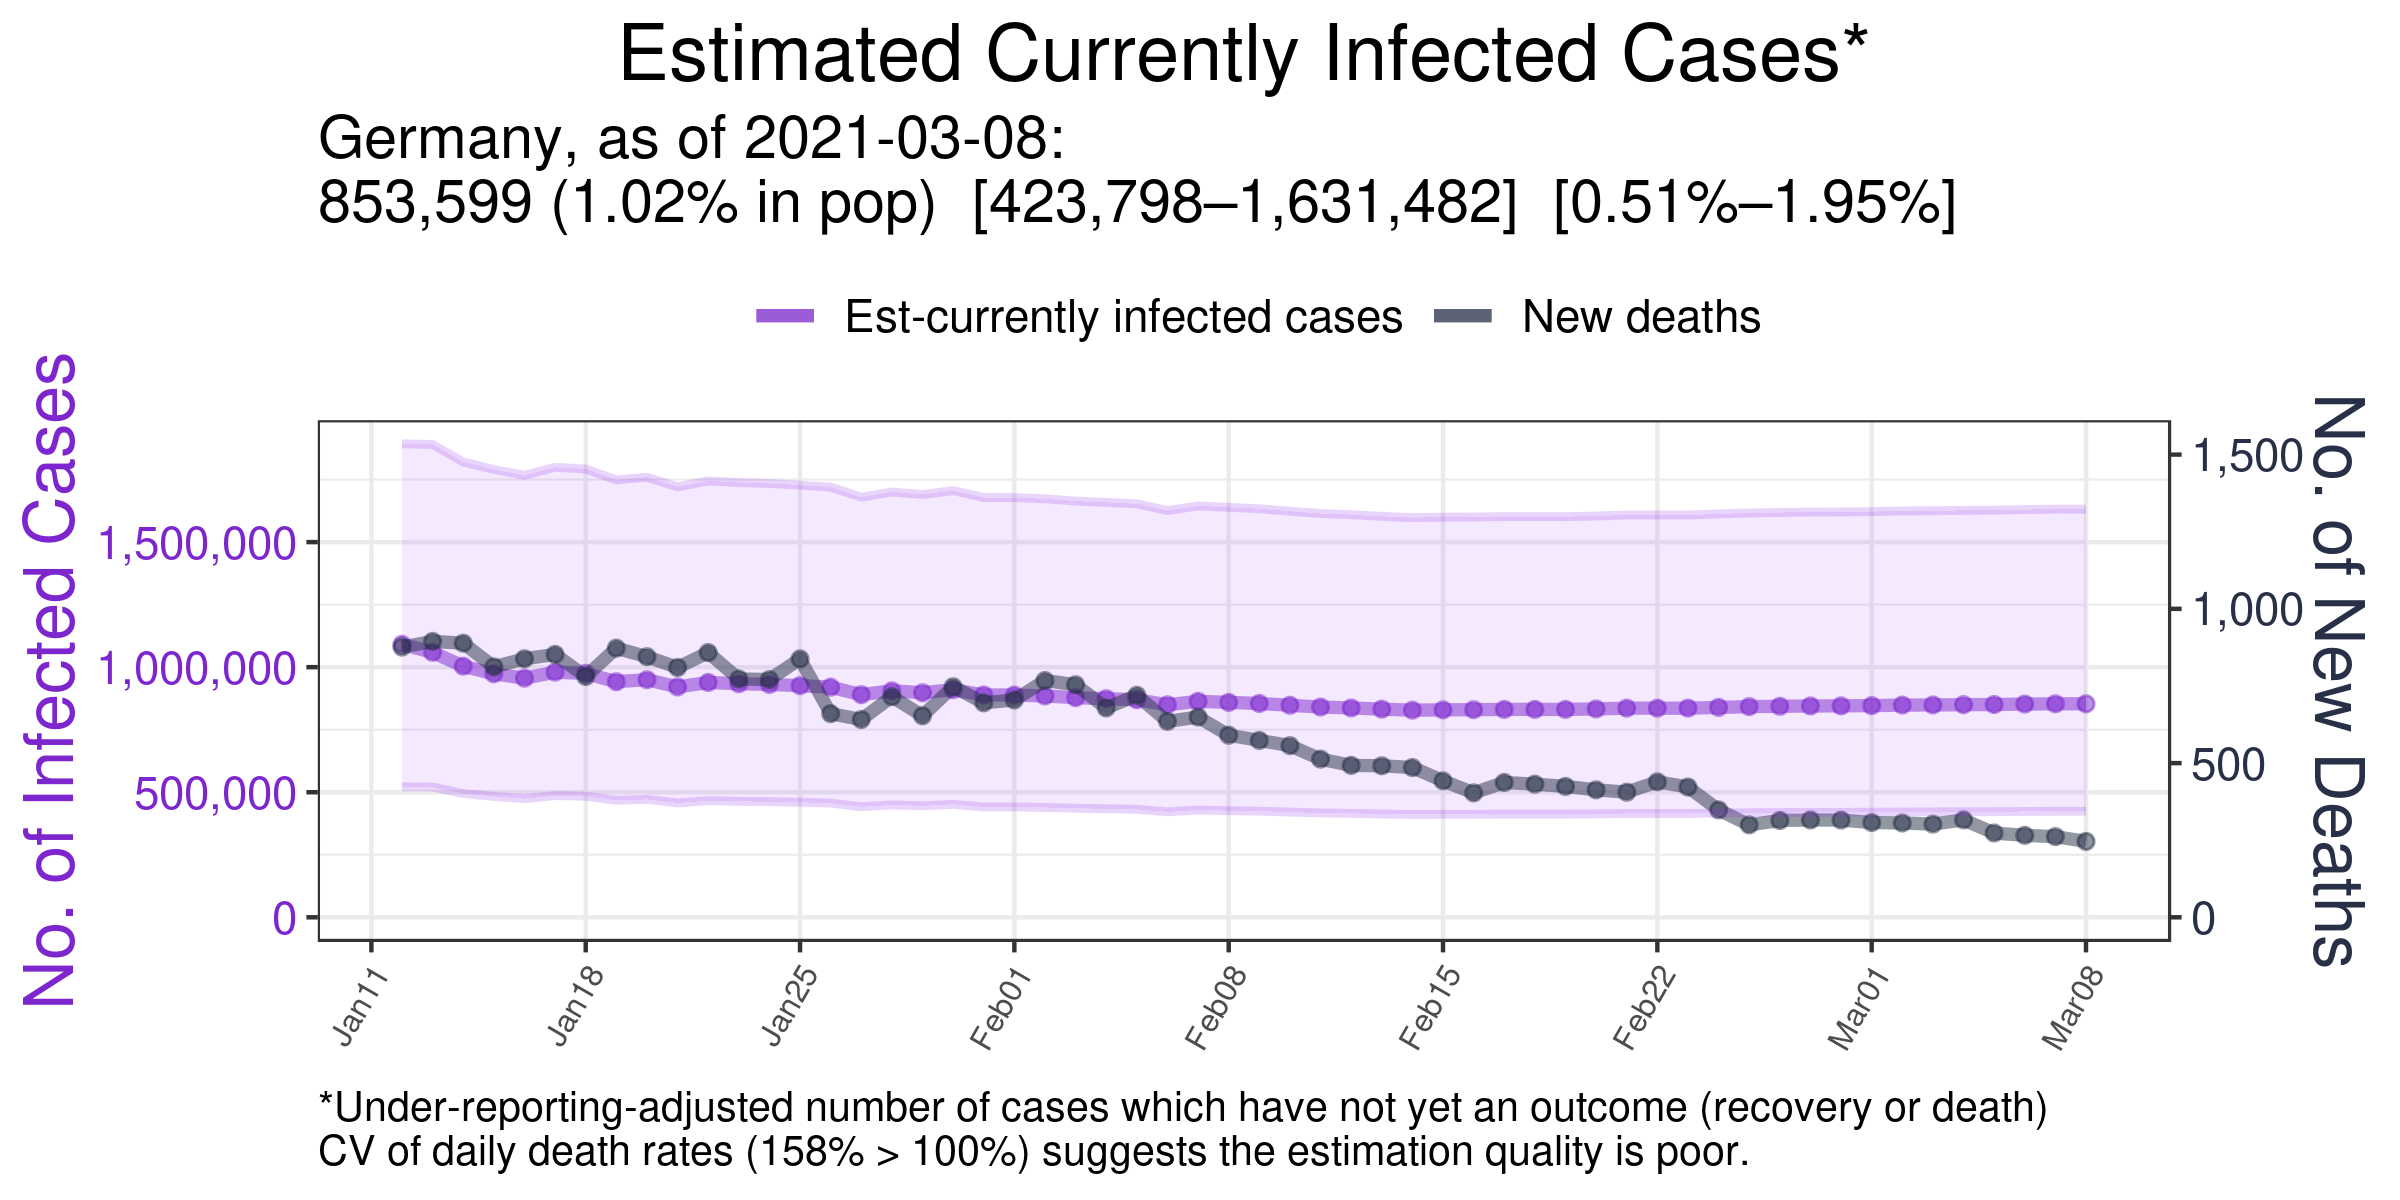 Estimated Currently Infected Cases*
Germany, as of 2021-03-08:
853,599 (1.02% in pop)  [423,798–1,631,482]  [0.51%–1.95%]
Est-currently infected cases
New deaths
No. of Infected Cases
1,500,000
1,000,000
500,000
0
1,500
1,000
500
0
No. of New Deaths
Jan11
Jan18
Jan25
Feb01
Feb08
Feb15
Feb22
Mar01
Mar08
*Under-reporting-adjusted number of cases which have not yet an outcome (recovery or death)
CV of daily death rates (158% > 100%) suggests the estimation quality is poor.